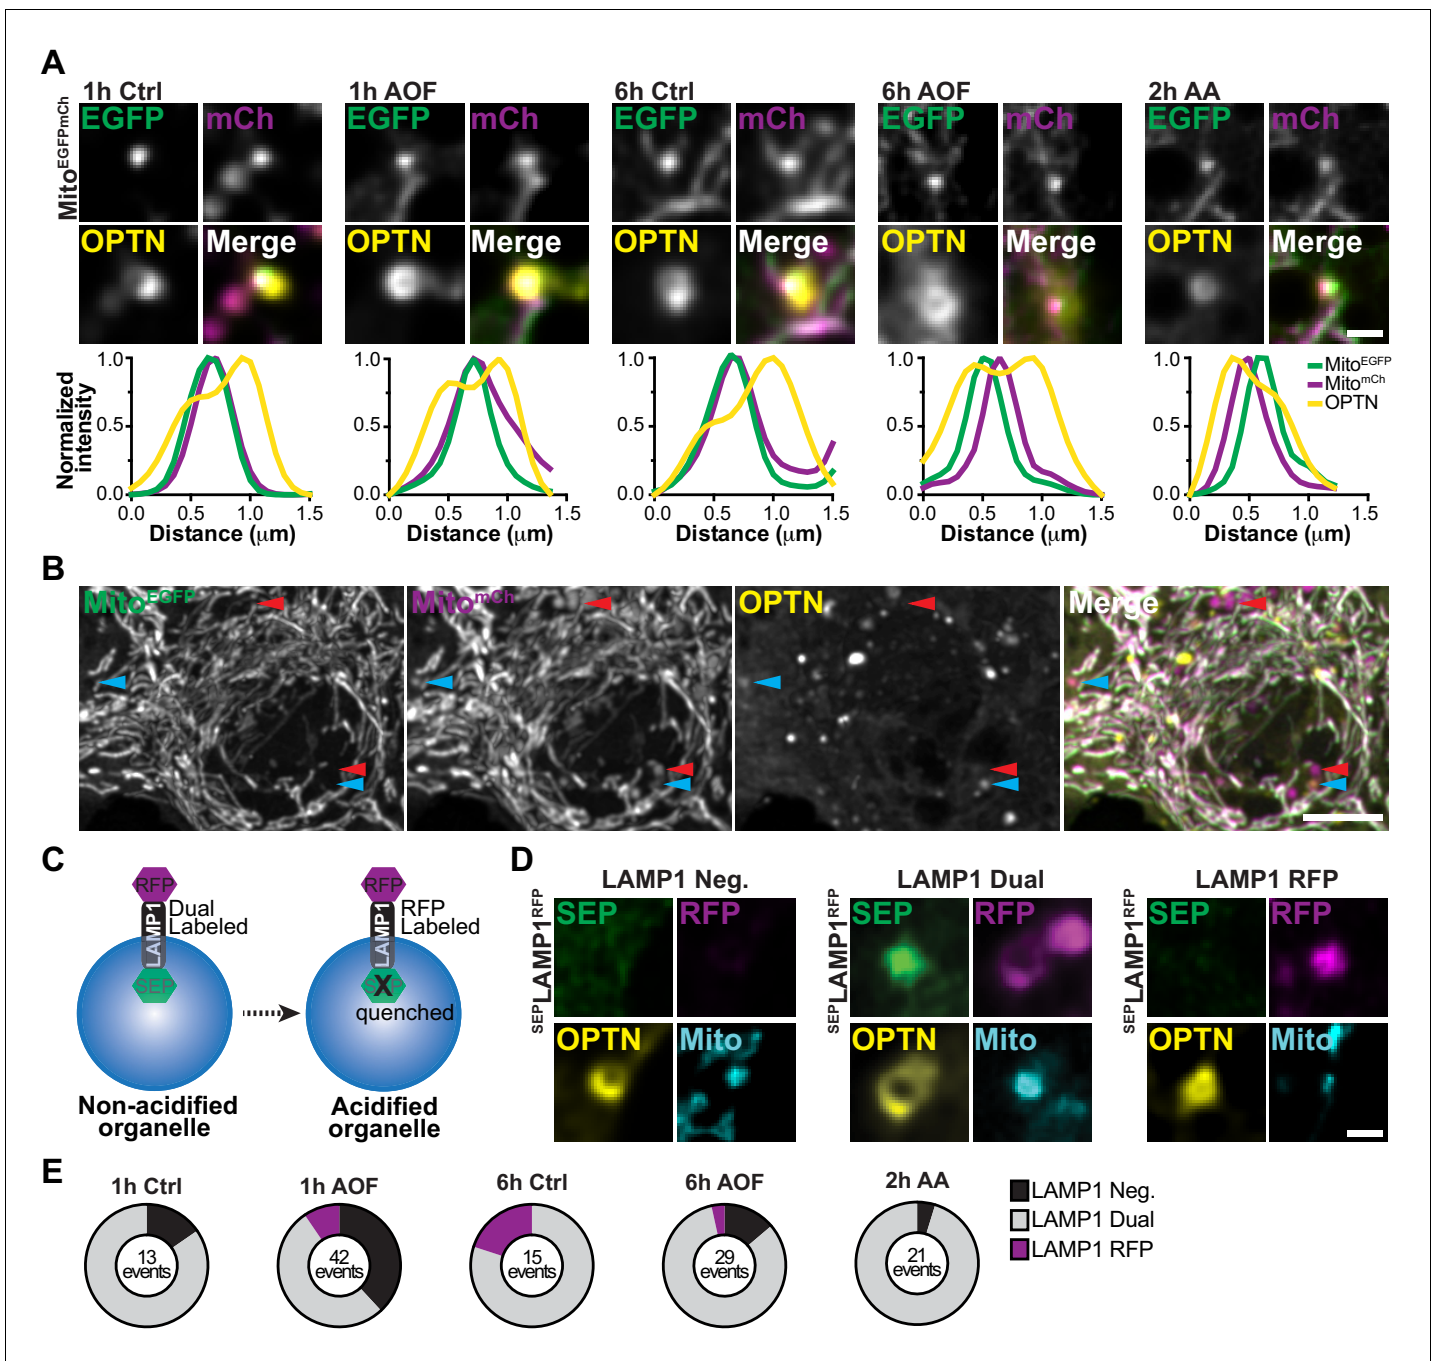 A
1h Ctrl 1h AOF 6h Ctrl 6h AOF 2h AA
Mito^EGFPmCh
EGFP mCh EGFP mCh EGFP mCh EGFP mCh EGFP mCh
OPTN Merge OPTN Merge OPTN Merge OPTN Merge OPTN Merge
Normalized
intensity
1.0 1.0 1.0 1.0 1.0
0.5 0.5 0.5 0.5 0.5
0.0 0.0 0.0 0.0 0.0
Mito^EGFP
Mito^mCh
OPTN
0.0 0.5 1.0 1.5 0.0 0.5 1.0 1.5 0.0 0.5 1.0 1.5 0.0 0.5 1.0 1.5 0.0 0.5 1.0 1.5
Distance (μm) Distance (μm) Distance (μm) Distance (μm) Distance (μm)
B
Mito^EGFP Mito^mCh OPTN Merge
C
RFP
LAMP1
SEP
Dual
Labeled
RFP
LAMP1
SEP
X
RFP
Labeled
quenched
Non-acidified
organelle
Acidified
organelle
D
LAMP1 Neg. LAMP1 Dual LAMP1 RFP
^SEP LAMP1^RFP ^SEP LAMP1^RFP ^SEP LAMP1^RFP
SEP RFP SEP RFP SEP RFP
OPTN Mito OPTN Mito OPTN Mito
E
1h Ctrl 1h AOF 6h Ctrl 6h AOF 2h AA
13
events
42
events
15
events
29
events
21
events
LAMP1 Neg.
LAMP1 Dual
LAMP1 RFP